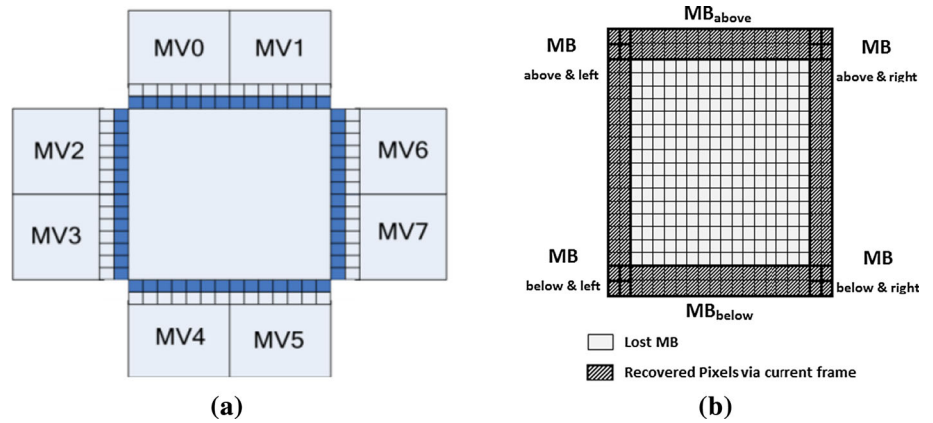 MV0 MV1
MV2 MV6
MV3 MV7
MV4 MV5
(a)
MBabove
MB MB
above & left above & right
MB MB
below & left below & right
MBbelow
Lost MB
Recovered Pixels via current frame
(b)